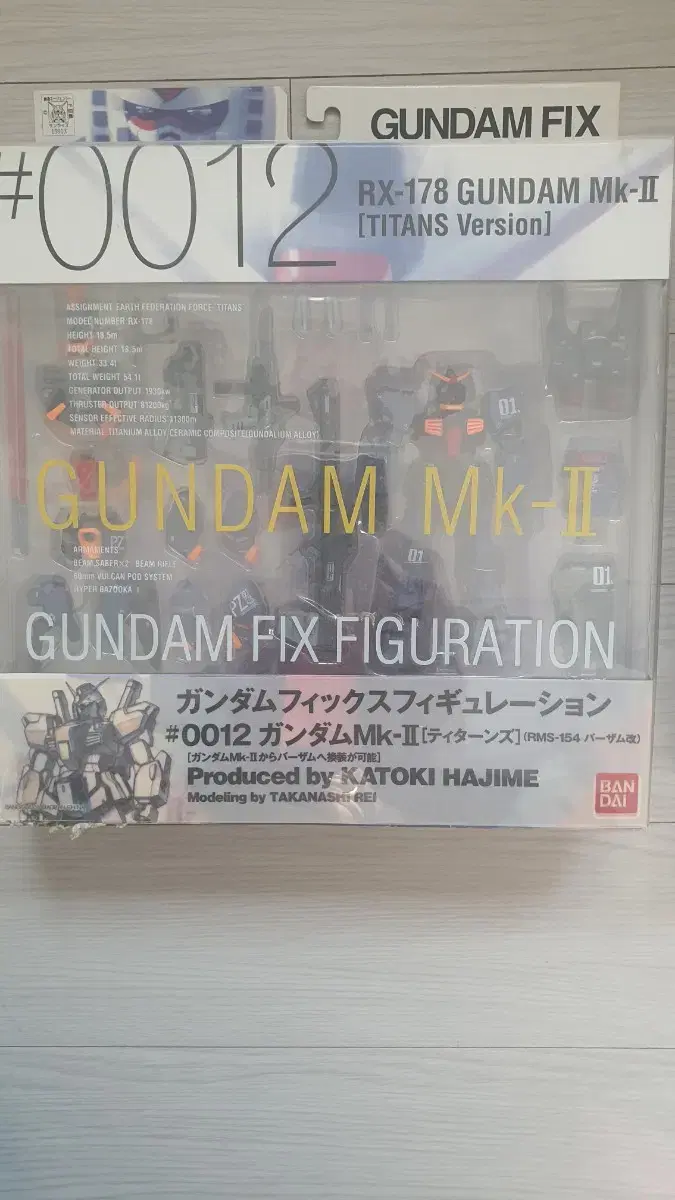 GUNDAM FIX
#0012
RX-178 GUNDAM Mk-II
[TITANS Version]
ASSIGNMENT EARTH FEDERATION FORCE "TITANS"
MODEL NUMBER RX-178
HEIGHT 19.5m
TOTAL HEIGHT 18.5m
WEIGHT 33.4t
TOTAL WEIGHT 54.1t
GENERATOR OUTPUT 1930kw
THRUSTER OUTPUT 81200kg
SENSOR EFFECTIVE RADIUS 11300m
MATERIAL TITANIUM ALLOY, CERAMIC COMPOSITE(GUNDALIUM ALLOY)
01
GUNDAM Mk-II
ARMAMENTS
BEAM SABER×2 BEAM RIFLE
60mm VULCAN POD SYSTEM
HYPER BAZOOKA
01
01
GUNDAM FIX FIGURATION
ガンダムフィックスフィギュレーション
#0012 ガンダムMk-II[ティターンズ](RMS-154 バーザム改)
[ガンダムMk-IIからバーザムへ換装が可能]
Produced by KATOKI HAJIME
Modeling by TAKANASHI REI
BAN
DAI